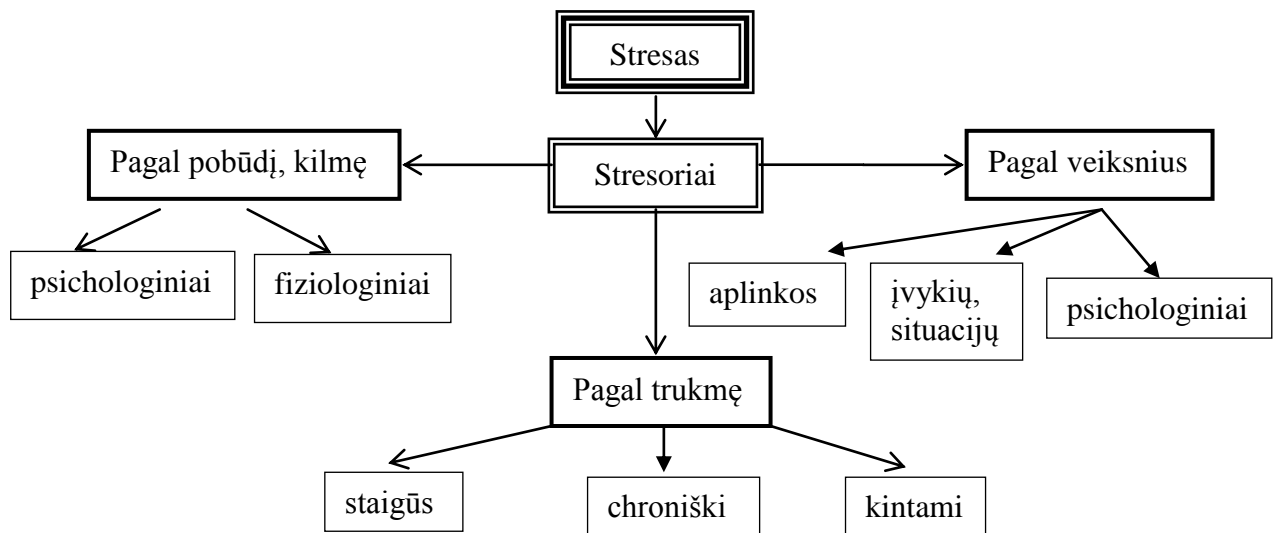 Stresas
Pagal pobūdį, kilmę
Stresoriai
Pagal veiksnius
psichologiniai
fiziologiniai
aplinkos
įvykių,
situacijų
psichologiniai
Pagal trukmę
staigūs
chroniški
kintami